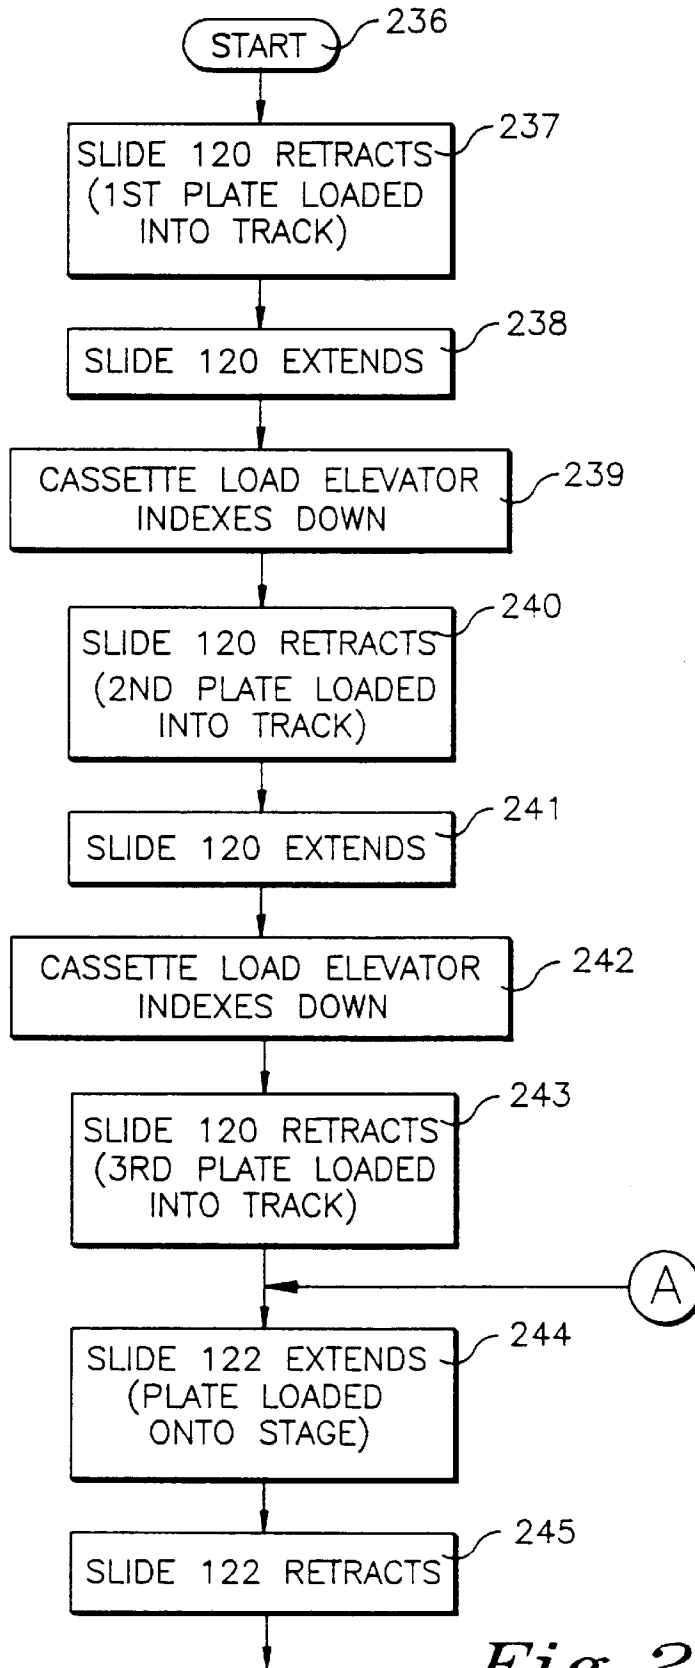 START
236
SLIDE 120 RETRACTS
(1ST PLATE LOADED
INTO TRACK)
237
SLIDE 120 EXTENDS
238
CASSETTE LOAD ELEVATOR
INDEXES DOWN
239
SLIDE 120 RETRACTS
(2ND PLATE LOADED
INTO TRACK)
240
SLIDE 120 EXTENDS
241
CASSETTE LOAD ELEVATOR
INDEXES DOWN
242
SLIDE 120 RETRACTS
(3RD PLATE LOADED
INTO TRACK)
243
A
SLIDE 122 EXTENDS
(PLATE LOADED
ONTO STAGE)
244
SLIDE 122 RETRACTS
245
Fig. 2